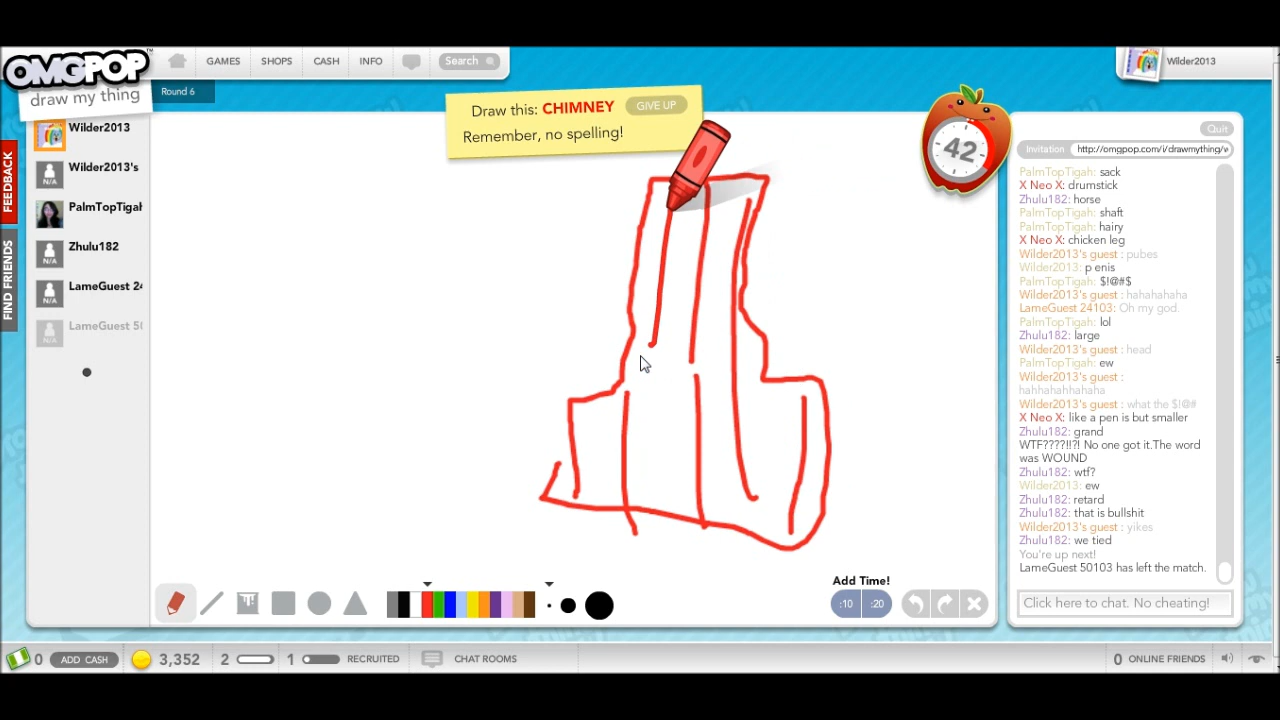 OMGPOP
draw my thing
GAMES
SHOPS
CASH
INFO
Search
Wilder2013
Round 6
Draw this: CHIMNEY
GIVE UP
Remember, no spelling!
42
FEEDBACK
FIND FRIENDS
Wilder2013
N/A
Wilder2013's
PalmTopTigah
N/A
Zhulu182
N/A
LameGuest 24
N/A
LameGuest 50
Quit
Invitation
http://omgpop.com/i/drawmything/v
PalmTopTigah: sack
X Neo X: drumstick
Zhulu182: horse
PalmTopTigah: shaft
PalmTopTigah: hairy
X Neo X: chicken leg
Wilder2013's guest : pubes
Wilder2013: p enis
PalmTopTigah: $!@#$
Wilder2013's guest : hahahahaha
LameGuest 24103: Oh my god.
PalmTopTigah: lol
Zhulu182: large
Wilder2013's guest : head
PalmTopTigah: ew
Wilder2013's guest :
hahhahahhahaha
Wilder2013's guest : what the $!@#
X Neo X: like a pen is but smaller
Zhulu182: grand
WTF????!!?! No one got it.The word
was WOUND
Zhulu182: wtf?
Wilder2013: ew
Zhulu182: retard
Zhulu182: that is bullshit
Wilder2013's guest : yikes
Zhulu182: we tied
You're up next!
LameGuest 50103 has left the match.
Click here to chat. No cheating!
Add Time!
:10
:20
0
ADD CASH
3,352
2
1
RECRUITED
CHAT ROOMS
0 ONLINE FRIENDS